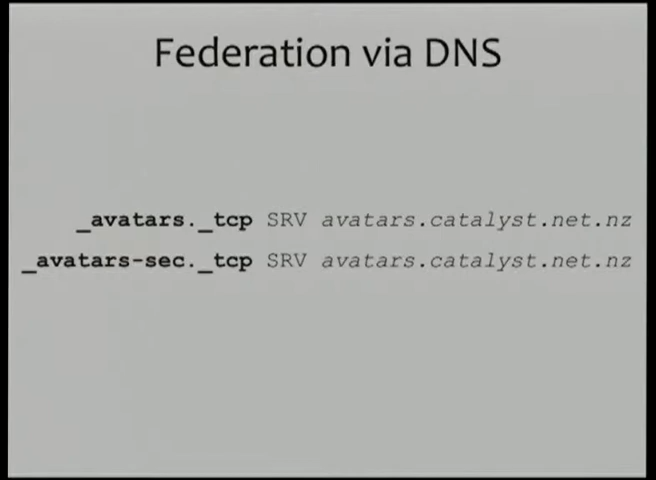 Federation via DNS
_avatars._tcp SRV avatars.catalyst.net.nz
_avatars-sec._tcp SRV avatars.catalyst.net.nz